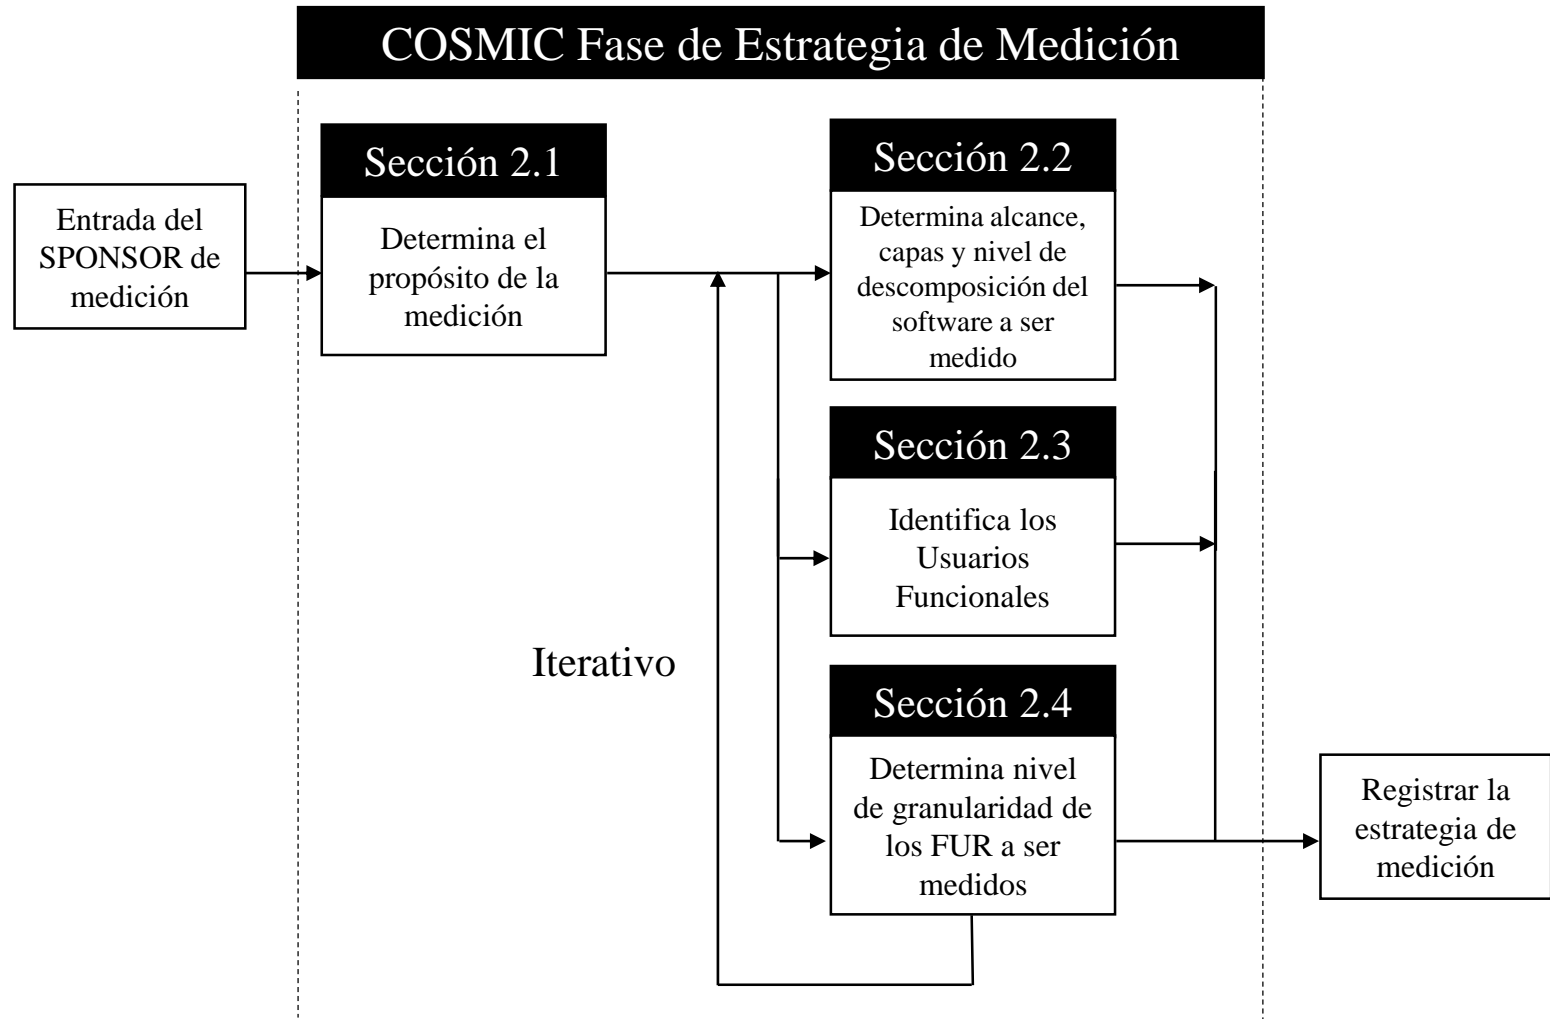 COSMIC Fase de Estrategia de Medición
Entrada del
SPONSOR de
medición
Sección 2.1
Determina el
propósito de la
medición
Sección 2.2
Determina alcance,
capas y nivel de
descomposición del
software a ser
medido
Sección 2.3
Identifica los
Usuarios
Funcionales
Iterativo
Sección 2.4
Determina nivel
de granularidad de
los FUR a ser
medidos
Registrar la
estrategia de
medición